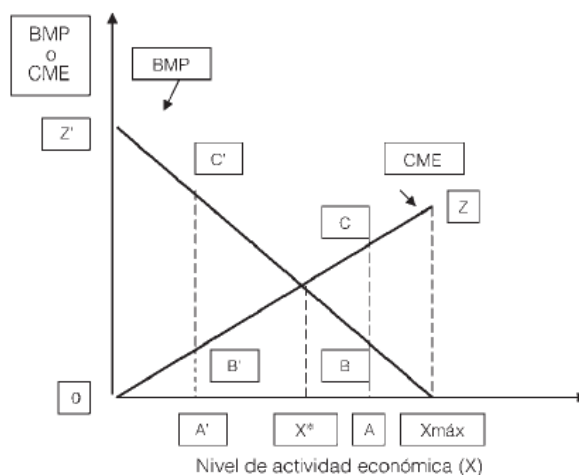 BMP
o
CME
BMP
Z'
C'
CME
Z
C
B'
B
0
A'
X*
A
Xmáx
Nivel de actividad económica (X)